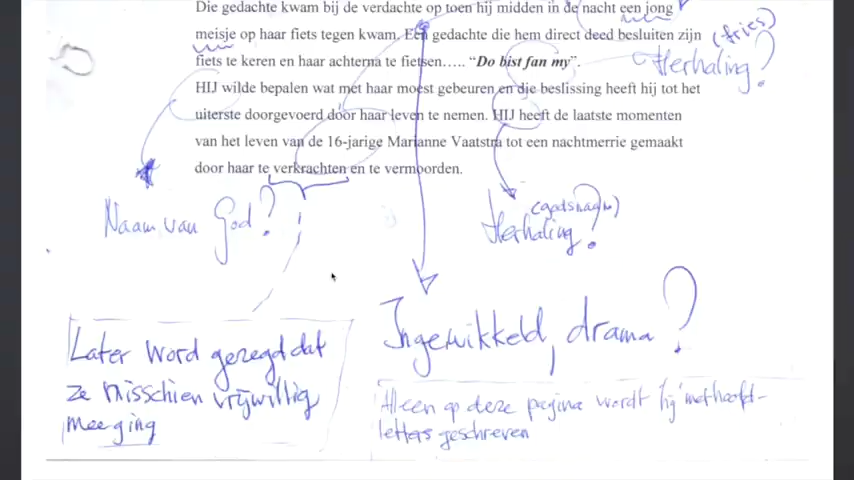 Die gedachte kwam bij de verdachte op toen hij midden in de nacht een jong
meisje op haar fiets tegen kwam. Een gedachte die hem direct deed besluiten zijn
(fries)
fiets te keren en haar achterna te fietsen….. “Do bist fan my”.
Herhaling?
HIJ wilde bepalen wat met haar moest gebeuren en die beslissing heeft hij tot het
uiterste doorgevoerd door haar leven te nemen. HIJ heeft de laatste momenten
van het leven van de 16-jarige Marianne Vaatstra tot een nachtmerrie gemaakt
door haar te verkrachten en te vermoorden.
Naam van God?
(godsnaam)
Herhaling?
Ingewikkeld, drama?
Later word gezegd dat
ze misschien vrijwillig
meeging
Alleen op deze pagina wordt 'hij' met hoofd-
letters geschreven